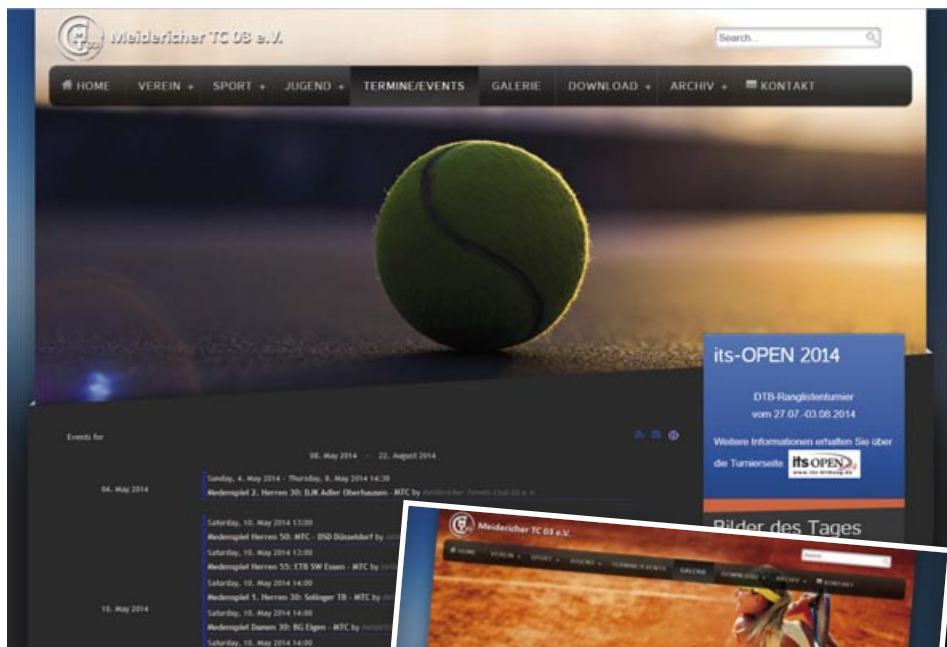 Meidericher TC 03 e.V.
Search...
HOME VEREIN + SPORT + JUGEND + TERMINE/EVENTS GALERIE DOWNLOAD + ARCHIV + KONTAKT
its-OPEN 2014
DTB-Ranglistenturnier
vom 27.07.-03.08.2014
Weitere Informationen erhalten Sie über
die Turnierseite its OPEN
www.its-bildung.de
Events for
08. May 2014 - 22. August 2014
04. May 2014
Sunday, 4. May 2014 - Thursday, 8. May 2014 14:30
Medenspiel 2. Herren 30: DJK Adler Oberhausen - MTC by Meidericher Tennis-Club 03 e. V.
Bilder des Tages
10. May 2014
Saturday, 10. May 2014 13:00
Medenspiel Herren 50: MTC - DSD Düsseldorf by
Saturday, 10. May 2014 13:00
Medenspiel Herren 55: ETB SW Essen - MTC by
Saturday, 10. May 2014 14:00
Medenspiel 1. Herren 30: Solinger TB - MTC by
Saturday, 10. May 2014 14:00
Medenspiel Damen 30: BG Eigen - MTC by
Saturday, 10. May 2014 14:00
Meidericher TC 03 e.V.
HOME VEREIN + SPORT + JUGEND + TERMINE/EVENTS GALERIE DOWNLOAD + ARCHIV + KONTAKT